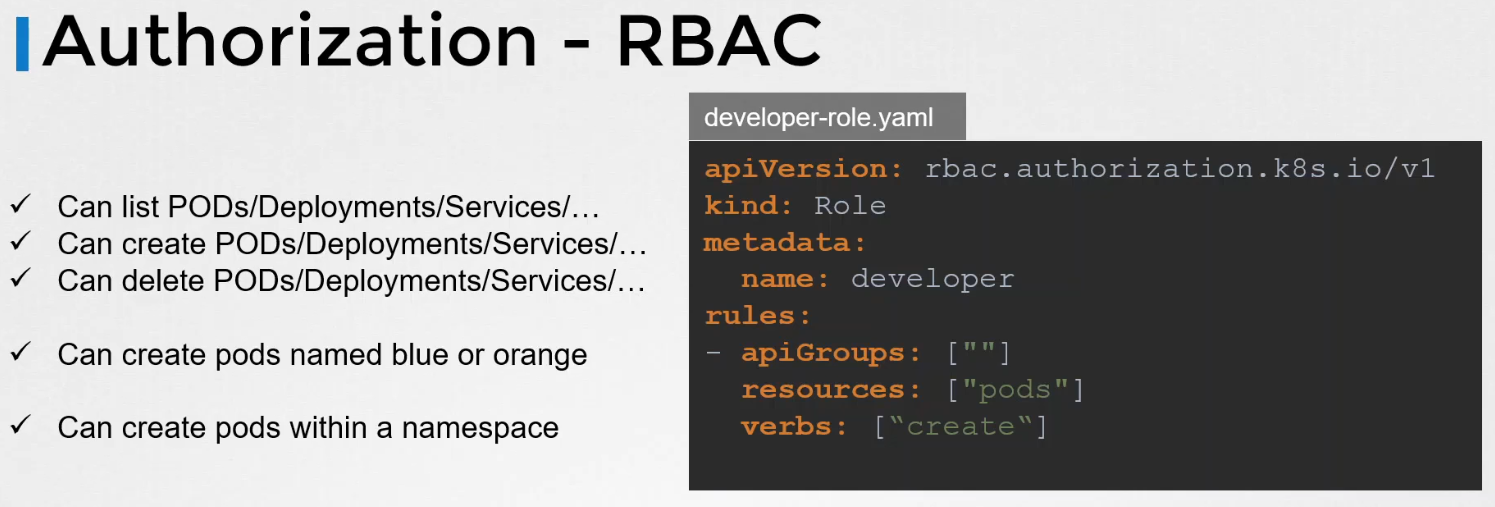 Authorization - RBAC
✓ Can list PODs/Deployments/Services/…
✓ Can create PODs/Deployments/Services/…
✓ Can delete PODs/Deployments/Services/…
✓ Can create pods named blue or orange
✓ Can create pods within a namespace
developer-role.yaml
apiVersion: rbac.authorization.k8s.io/v1
kind: Role
metadata:
  name: developer
rules:
- apiGroups: [""]
  resources: ["pods"]
  verbs: [“create“]